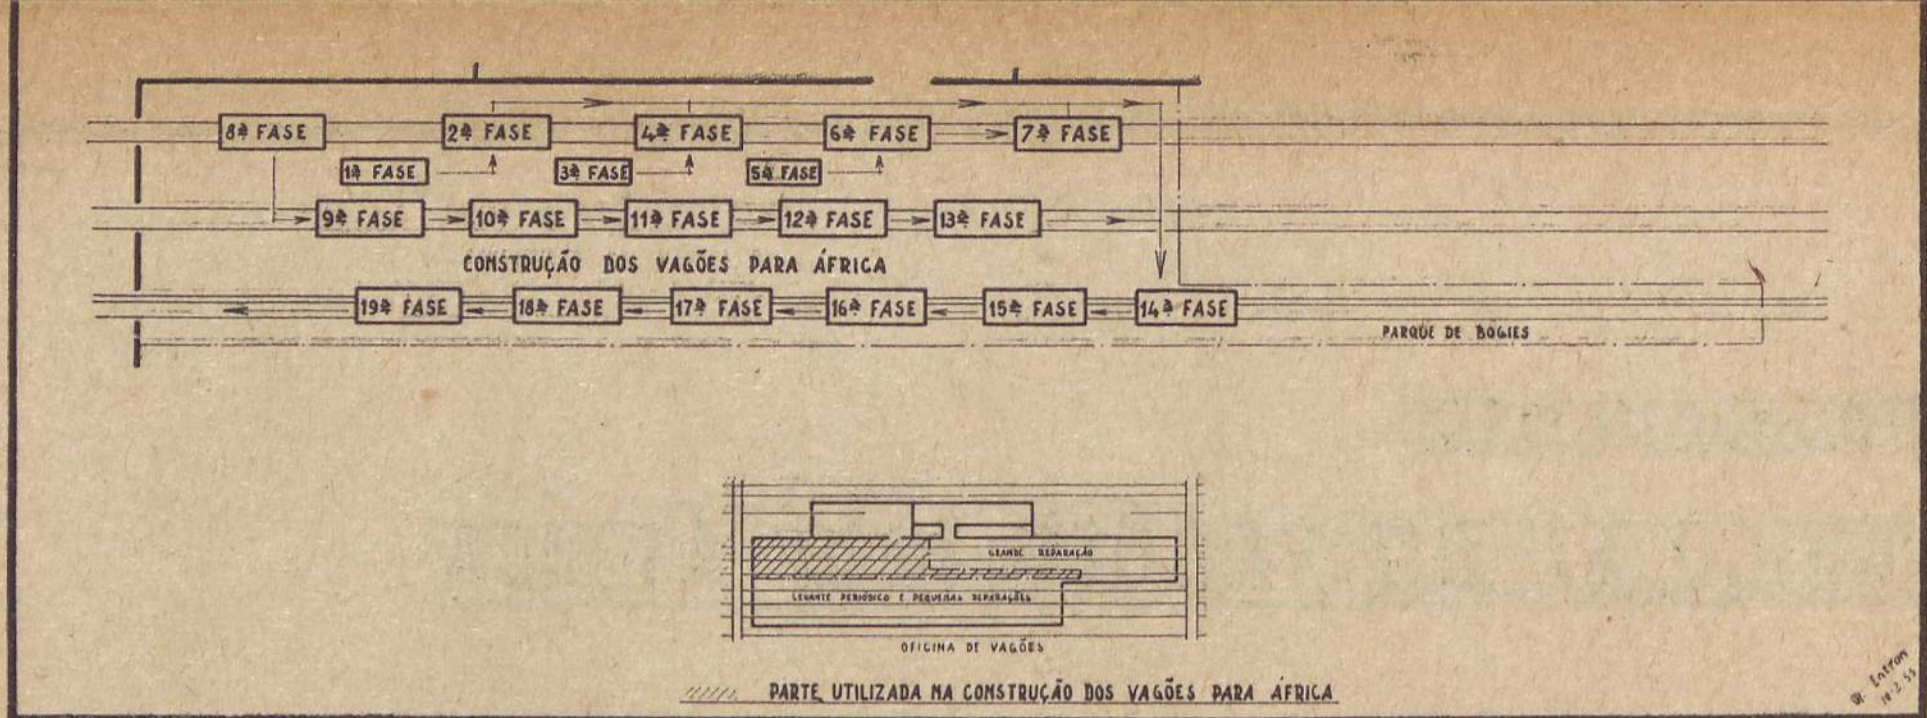 8ª FASE 2ª FASE 4ª FASE 6ª FASE 7ª FASE
1ª FASE 3ª FASE 5ª FASE
9ª FASE 10ª FASE 11ª FASE 12ª FASE 13ª FASE
CONSTRUÇÃO DOS VAGÕES PARA ÁFRICA
19ª FASE 18ª FASE 17ª FASE 16ª FASE 15ª FASE 14ª FASE
PARQUE DE BOGIES
GRANDE REPARAÇÃO
LEVANTE PERIÓDICO E PEQUENAS REPARAÇÕES
OFICINA DE VAGÕES
PARTE UTILIZADA NA CONSTRUÇÃO DOS VAGÕES PARA ÁFRICA